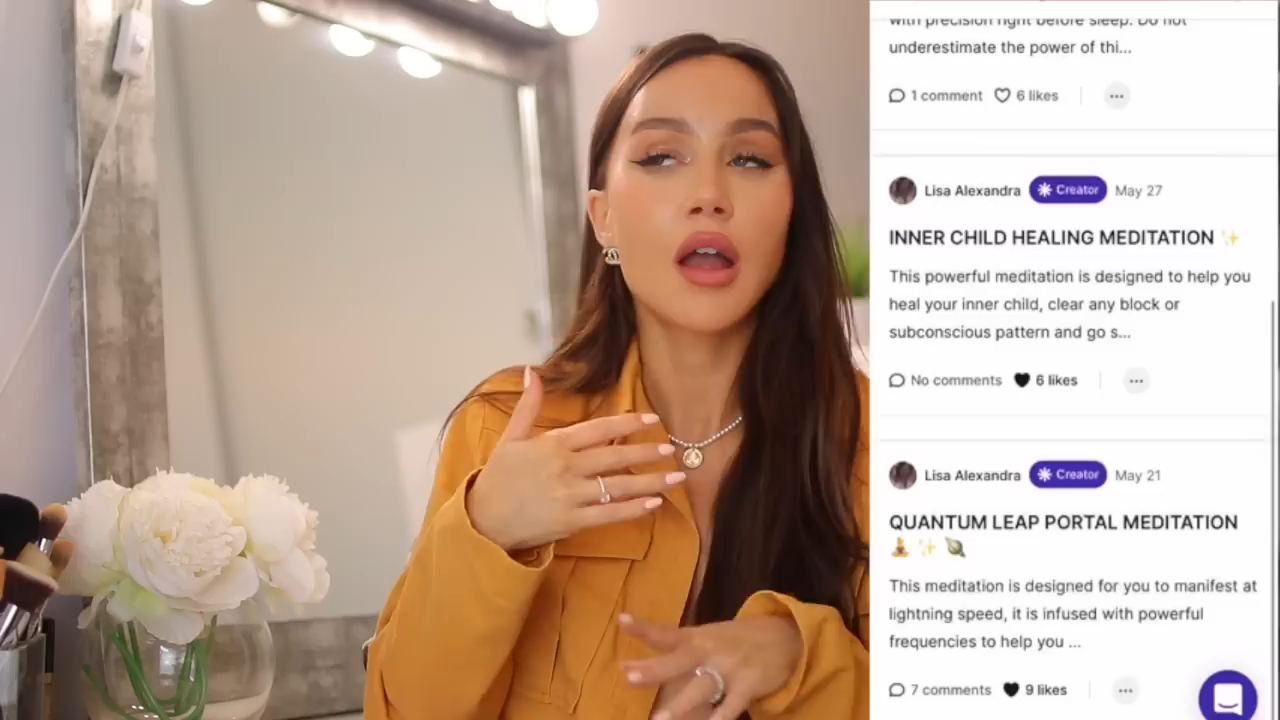 with precision right before sleep. Do not
underestimate the power of thi...
1 comment 6 likes
Lisa Alexandra Creator May 27
INNER CHILD HEALING MEDITATION ✨
This powerful meditation is designed to help you
heal your inner child, clear any block or
subconscious pattern and go s...
No comments 6 likes
Lisa Alexandra Creator May 21
QUANTUM LEAP PORTAL MEDITATION
🧘✨🪐
This meditation is designed for you to manifest at
lightning speed, it is infused with powerful
frequencies to help you ...
7 comments 9 likes